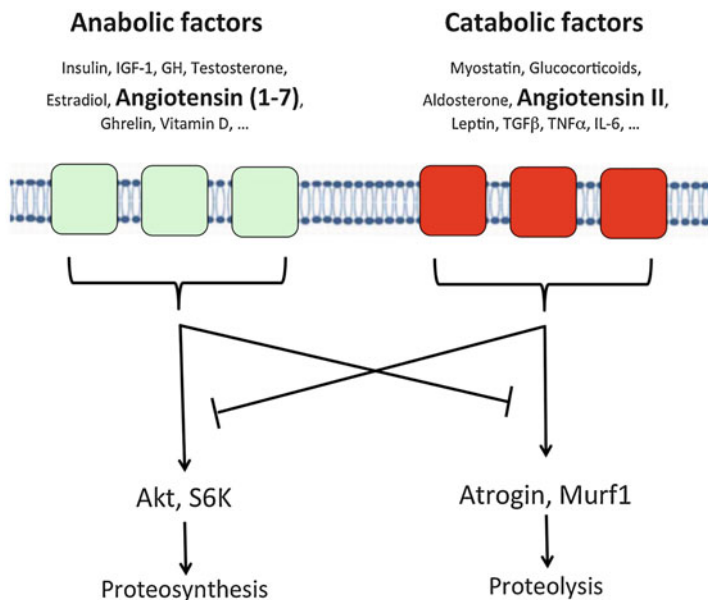 Anabolic factors
Insulin, IGF-1, GH, Testosterone,
Estradiol, Angiotensin (1-7),
Ghrelin, Vitamin D, ...
Catabolic factors
Myostatin, Glucocorticoids,
Aldosterone, Angiotensin II,
Leptin, TGFβ, TNFα, IL-6, ...
Akt, S6K
Atrogin, Murf1
Proteosynthesis
Proteolysis